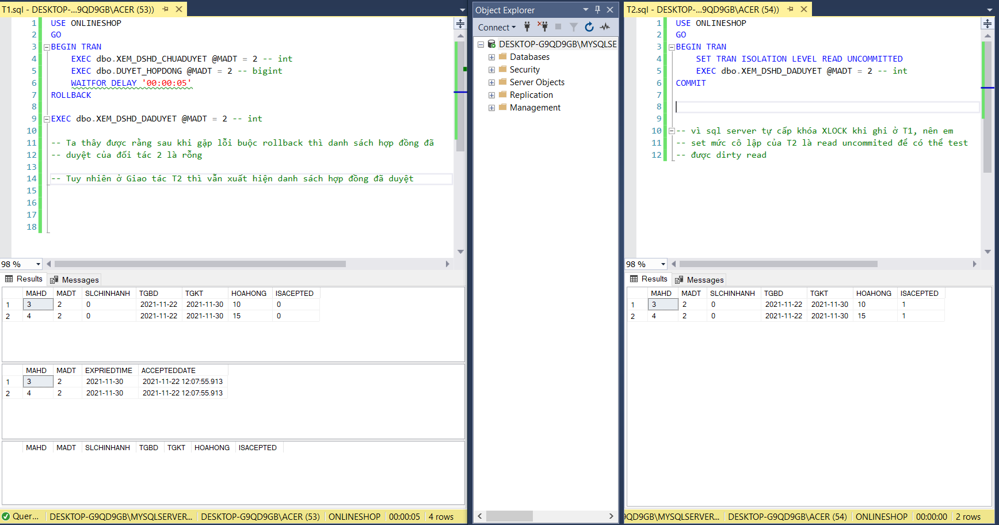 T1.sql - DESKTOP-...9QD9GB\ACER (53))
1 USE ONLINESHOP
2 GO
3 BEGIN TRAN
4 EXEC dbo.XEM_DSHD_CHUADUYET @MADT = 2 -- int
5 EXEC dbo.DUYET_HOPDONG @MADT = 2 -- bigint
6 WAITFOR DELAY '00:00:05'
7 ROLLBACK
8
9 EXEC dbo.XEM_DSHD_DADUYET @MADT = 2 -- int
10
11 -- Ta thây được rằng sau khi gặp lỗi buộc rollback thì danh sách hợp đồng đã
12 -- duyệt của đối tác 2 là rỗng
13
14 -- Tuy nhiên ở Giao tác T2 thì vẫn xuất hiện danh sách hợp đồng đã duyệt
15
16
17
18
98 %
Results Messages
MAHD MADT SLCHINHANH TGBD TGKT HOAHONG ISACEPTED
1 3 2 0 2021-11-22 2021-11-30 10 0
2 4 2 0 2021-11-22 2021-11-30 15 0
MAHD MADT EXPRIEDTIME ACCEPTEDDATE
1 3 2 2021-11-30 2021-11-22 12:07:55.913
2 4 2 2021-11-30 2021-11-22 12:07:55.913
MAHD MADT SLCHINHANH TGBD TGKT HOAHONG ISACEPTED
Quer... DESKTOP-G9QD9GB\MYSQLSERVER... DESKTOP-G9QD9GB\ACER (53) ONLINESHOP 00:00:05 4 rows
Object Explorer
Connect
DESKTOP-G9QD9GB\MYSQLSE
Databases
Security
Server Objects
Replication
Management
T2.sql - DESKTOP-...9QD9GB\ACER (54))
1 USE ONLINESHOP
2 GO
3 BEGIN TRAN
4 SET TRAN ISOLATION LEVEL READ UNCOMMITTED
5 EXEC dbo.XEM_DSHD_DADUYET @MADT = 2 -- int
6 COMMIT
7
8
9
10 -- vì sql server tự cấp khóa XLOCK khi ghi ở T1, nên em
11 -- set mức cô lập của T2 là read uncommited để có thể test
12 -- được dirty read
98 %
Results Messages
MAHD MADT SLCHINHANH TGBD TGKT HOAHONG ISACEPTED
1 3 2 0 2021-11-22 2021-11-30 10 1
2 4 2 0 2021-11-22 2021-11-30 15 1
QD9GB\MYSQLSERVER... DESKTOP-G9QD9GB\ACER (54) ONLINESHOP 00:00:00 2 rows